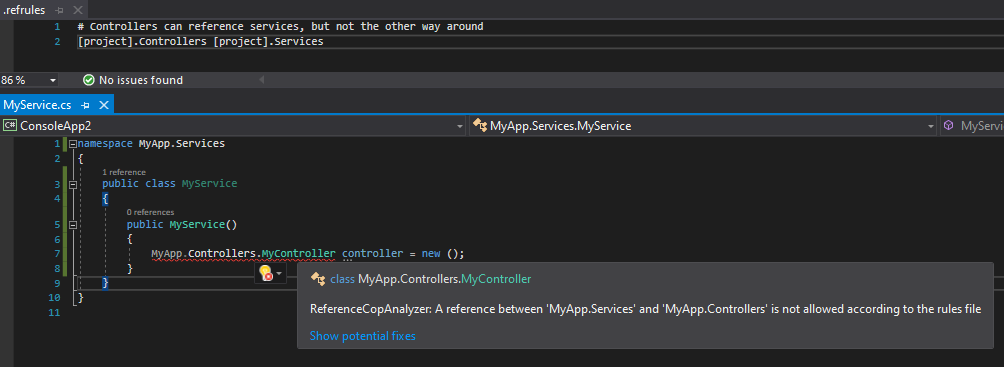 .refrules
1 # Controllers can reference services, but not the other way around
2 [project].Controllers [project].Services
86 % No issues found
MyService.cs
C# ConsoleApp2 MyApp.Services.MyService MyServi
1 namespace MyApp.Services
2 {
1 reference
3 public class MyService
4 {
0 references
5 public MyService()
6 {
7 MyApp.Controllers.MyController controller = new ();
8 }
9 }
10 }
11
class MyApp.Controllers.MyController
ReferenceCopAnalyzer: A reference between 'MyApp.Services' and 'MyApp.Controllers' is not allowed according to the rules file
Show potential fixes